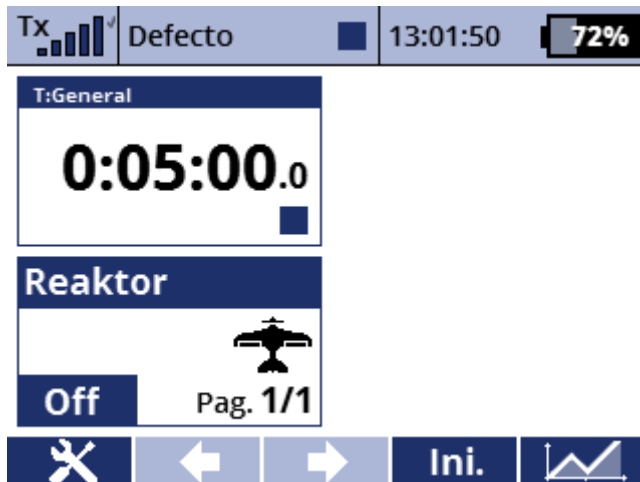 Tx Defecto 13:01:50 72%
T:General
0:05:00.0
Reaktor
Off Pag. 1/1
Ini.